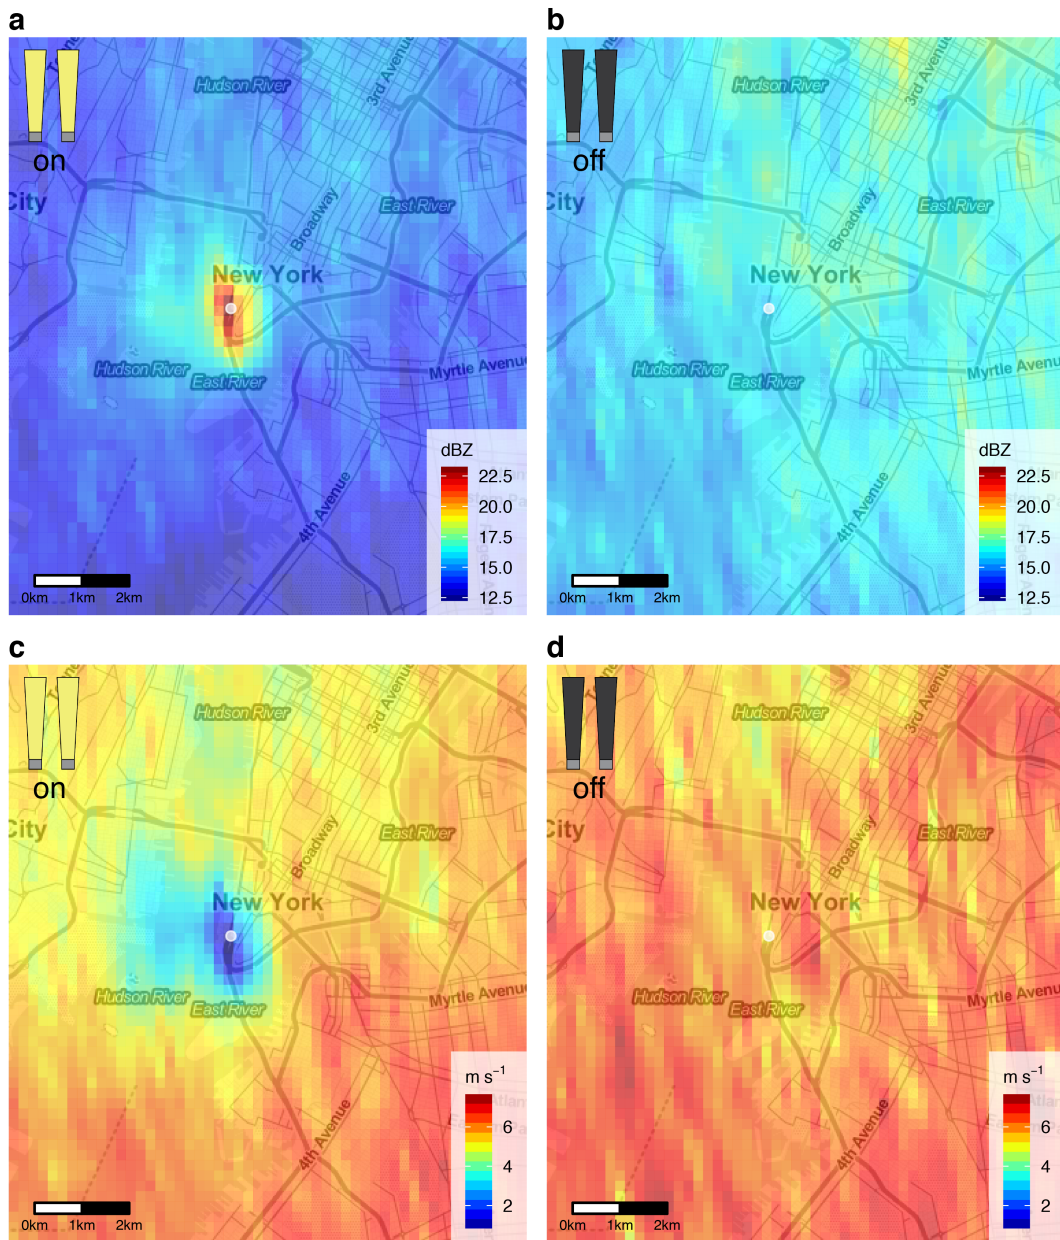 a
Hudson River
3rd Avenue
on
City
Broadway
East River
New York
Hudson River
East River
Myrtle Avenue
4th Avenue
dBZ
22.5
20.0
17.5
15.0
12.5
0km 1km 2km
b
Hudson River
3rd Avenue
off
City
Broadway
East River
New York
Hudson River
East River
Myrtle Avenue
4th Avenue
dBZ
22.5
20.0
17.5
15.0
12.5
0km 1km 2km
c
Hudson River
3rd Avenue
on
City
Broadway
East River
New York
Hudson River
East River
Myrtle Avenue
4th Avenue
m s⁻¹
6
4
2
0km 1km 2km
d
Hudson River
3rd Avenue
off
City
Broadway
East River
New York
Hudson River
East River
Myrtle Avenue
4th Avenue
m s⁻¹
6
4
2
0km 1km 2km